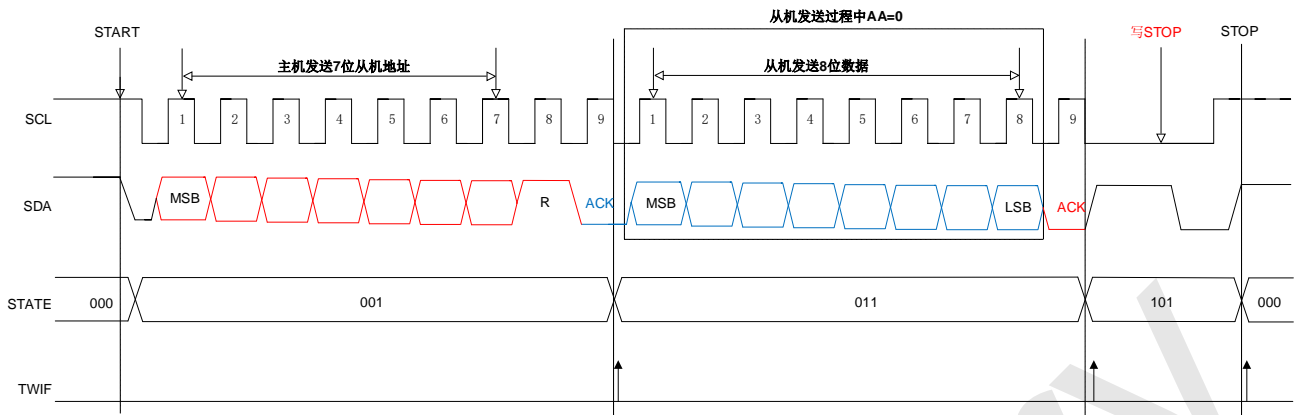 从机发送过程中AA=0
START
写STOP
STOP
主机发送7位从机地址
从机发送8位数据
SCL
1 2 3 4 5 6 7 8 9 1 2 3 4 5 6 7 8 9
SDA
MSB R ACK MSB LSB ACK
STATE 000 001 011 101 000
TWIF